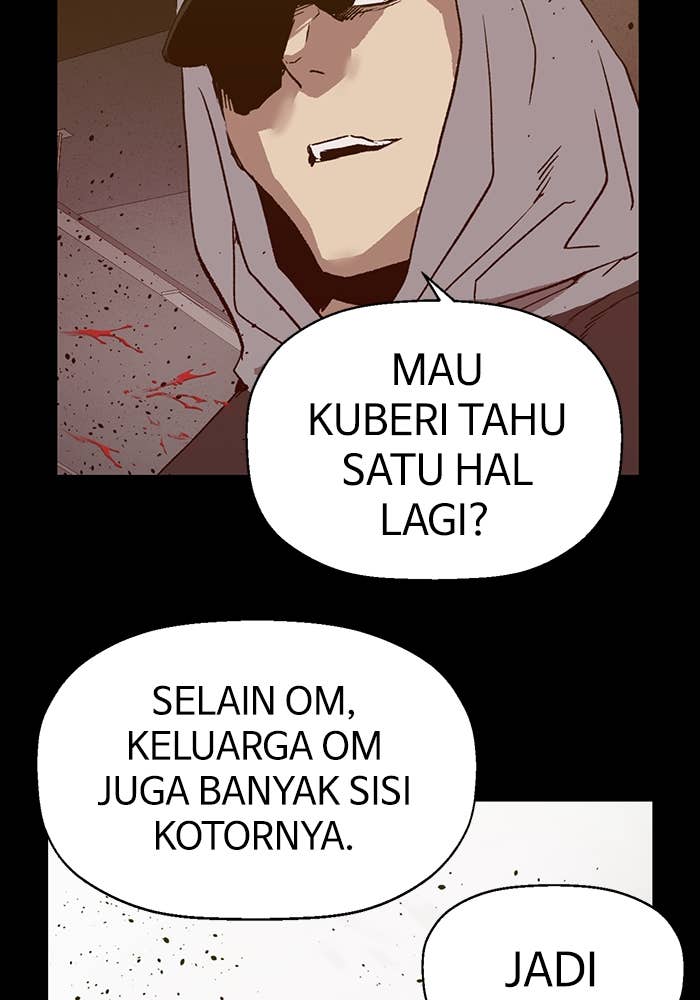 MAU
KUBERI TAHU
SATU HAL
LAGI?
SELAIN OM,
KELUARGA OM
JUGA BANYAK SISI
KOTORNYA.
JADI